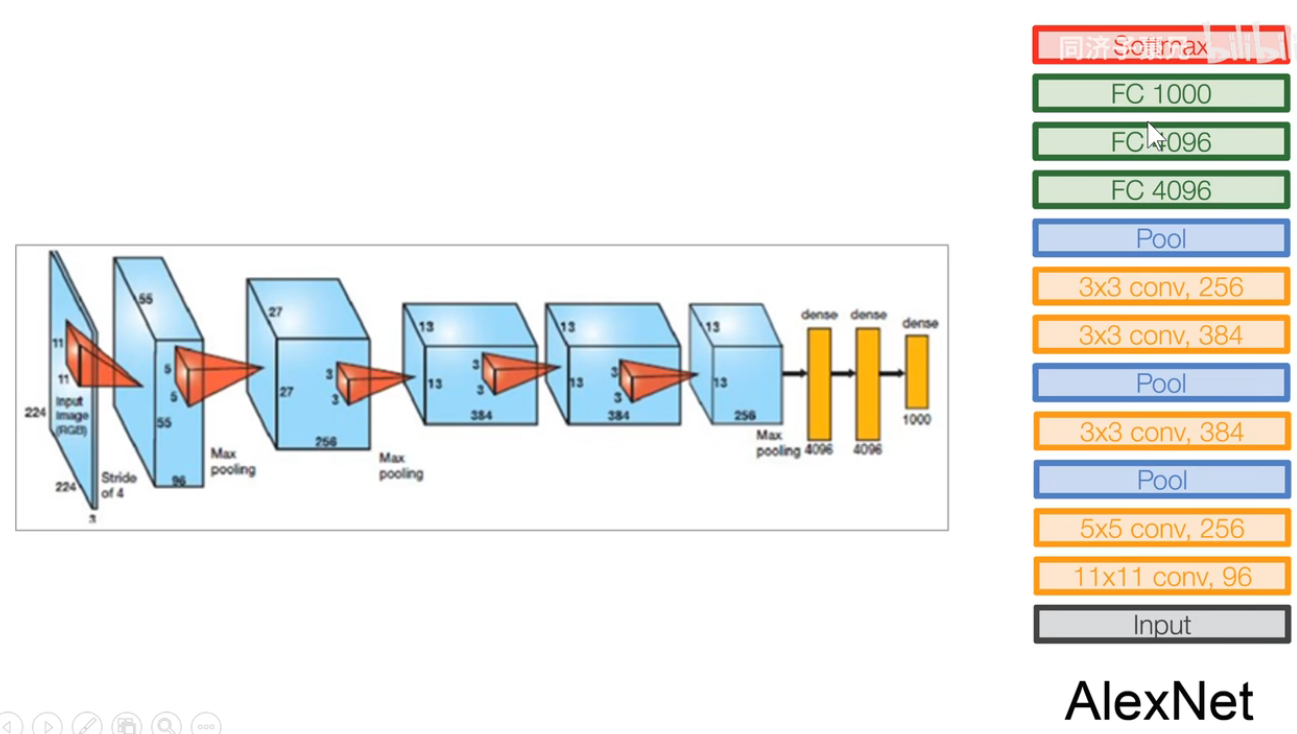 Softmax
FC 1000
FC 4096
FC 4096
Pool
3x3 conv, 256
3x3 conv, 384
Pool
3x3 conv, 384
Pool
5x5 conv, 256
11x11 conv, 96
Input
AlexNet
55
27
13
13
13
dense
dense
dense
11
11
5
5
3
3
3
3
3
3
Input
Image
(RGB)
224
224
3
Stride
of 4
55
96
Max
pooling
27
256
Max
pooling
13
384
13
384
13
256
Max
pooling
4096
4096
1000
bilibili